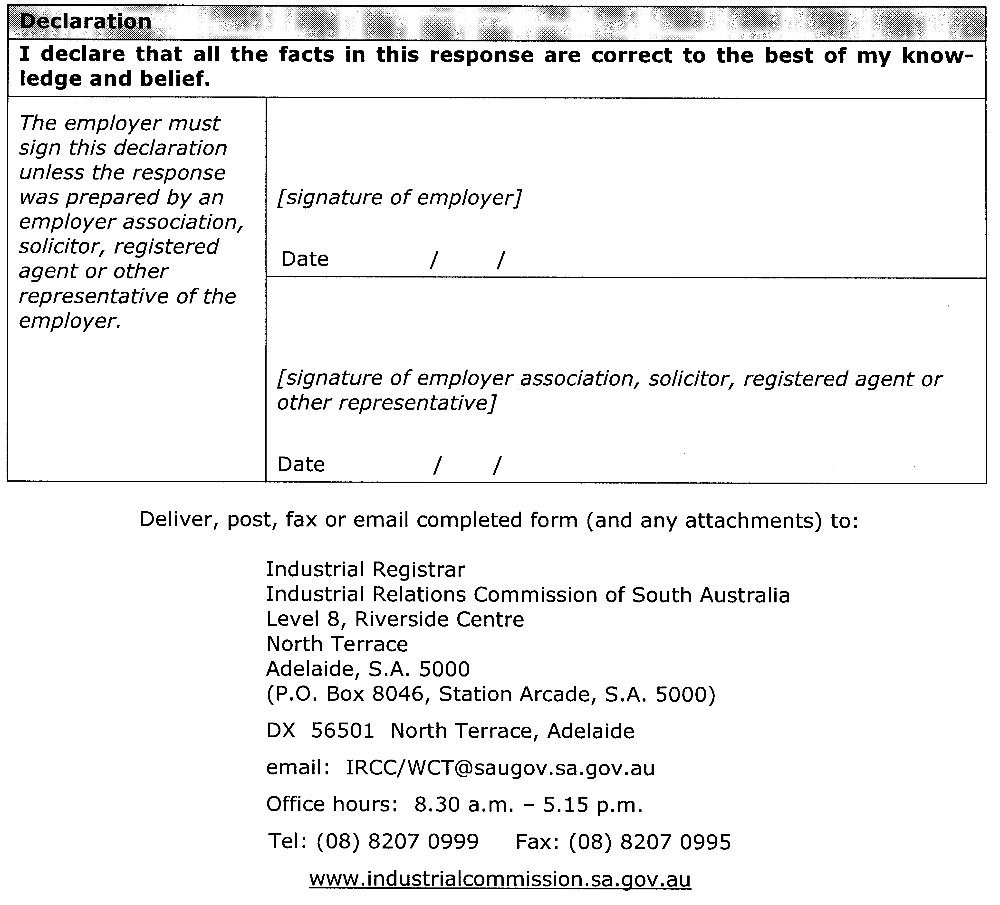 Declaration
I declare that all the facts in this response are correct to the best of my know-
ledge and belief.
The employer must
sign this declaration
unless the response
was prepared by an
employer association,
solicitor, registered
agent or other
representative of the
employer.
[signature of employer]
Date / /
[signature of employer association, solicitor, registered agent or
other representative]
Date / /
Deliver, post, fax or email completed form (and any attachments) to:
Industrial Registrar
Industrial Relations Commission of South Australia
Level 8, Riverside Centre
North Terrace
Adelaide, S.A. 5000
(P.O. Box 8046, Station Arcade, S.A. 5000)
DX 56501 North Terrace, Adelaide
email: IRCC/WCT@saugov.sa.gov.au
Office hours: 8.30 a.m. – 5.15 p.m.
Tel: (08) 8207 0999 Fax: (08) 8207 0995
www.industrialcommission.sa.gov.au